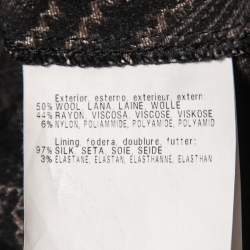 Exterior, esterno, exterieur, extern:
50% WOOL, LANA, LAINE, WOLLE
44% RAYON, VISCOSA, VISCOSE, VISKOSE
6% NYLON, POLIAMMIDE, POLYAMIDE, POLYAMID
Lining, fodera, doublure, futter:
97% SILK, SETA, SOIE, SEIDE
3% ELASTANE, ELASTAN, ELASTHANNE, ELASTHAN